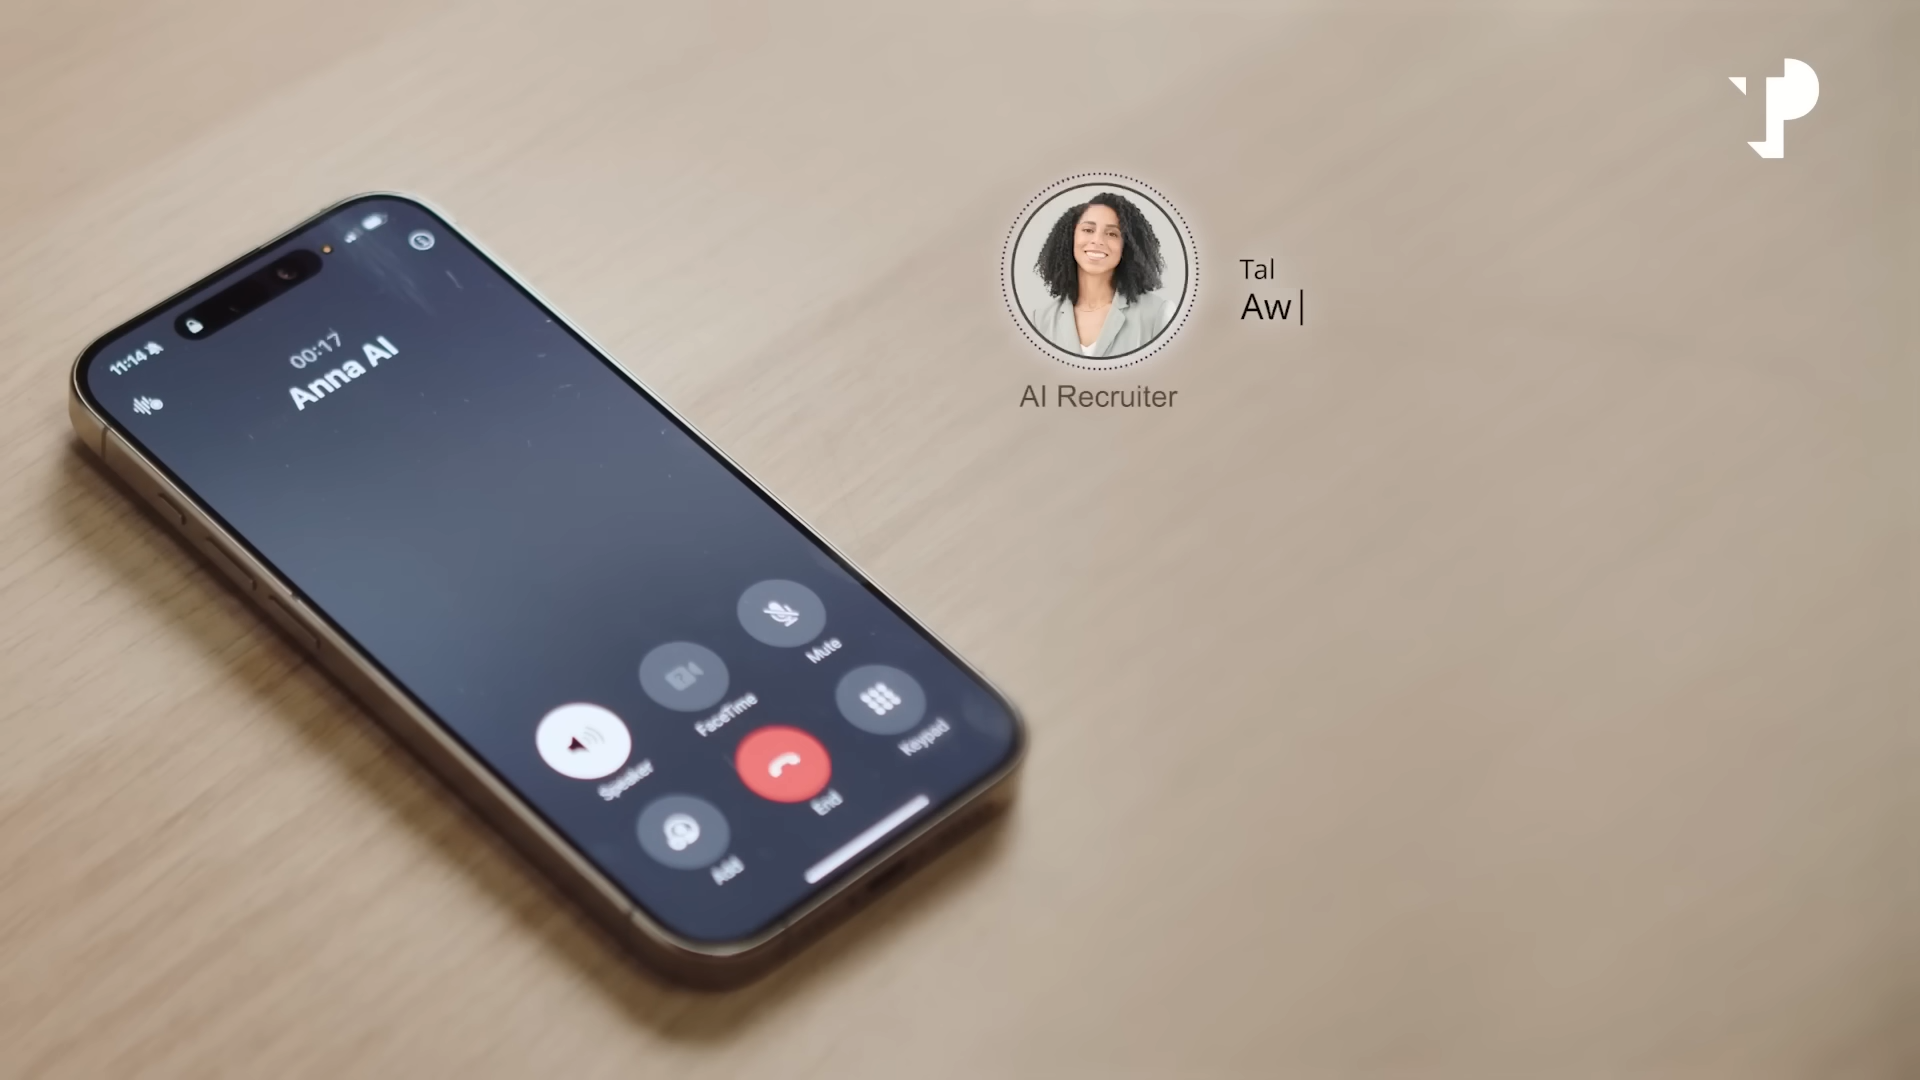 11:14
00:17
Anna AI
Mute
FaceTime
Speaker
Keypad
End
Add
AI Recruiter
Tal
Aw